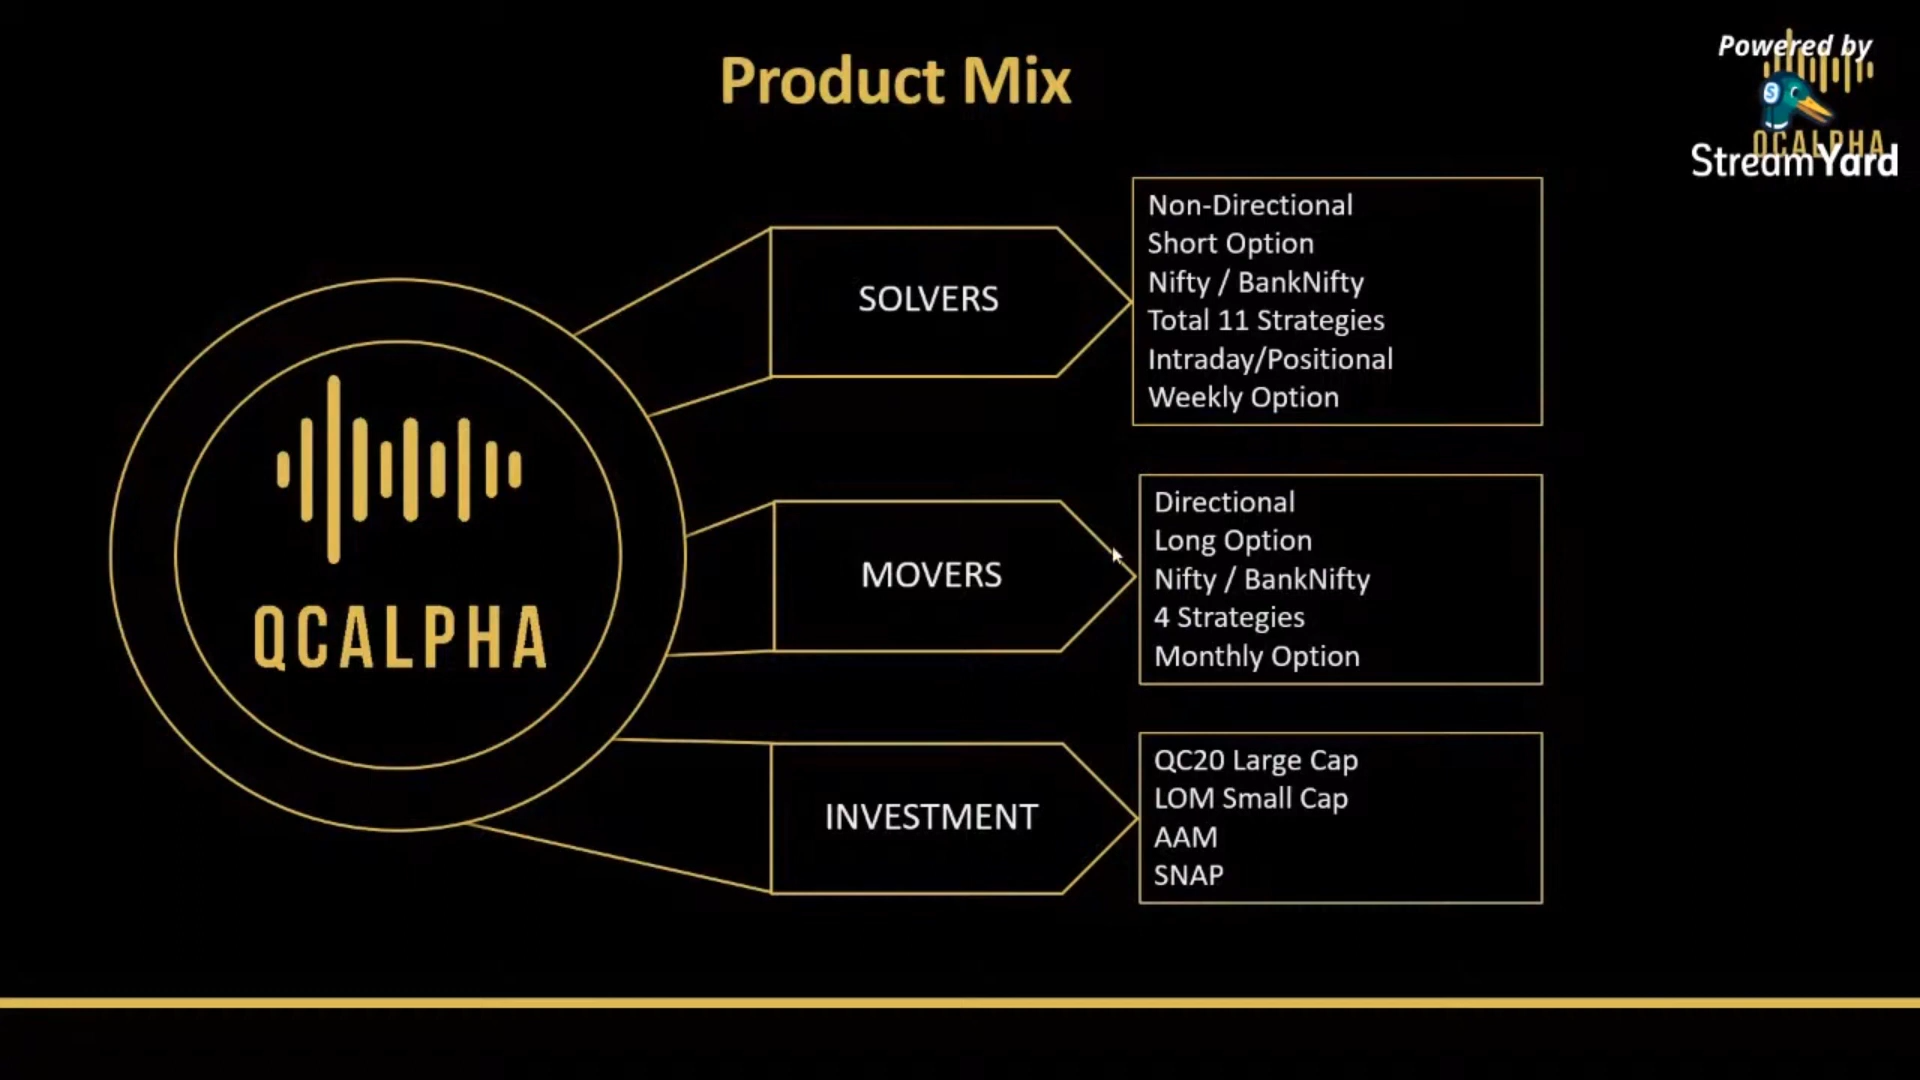 Product Mix
Powered by
QCALPHA
StreamYard
SOLVERS
Non-Directional
Short Option
Nifty / BankNifty
Total 11 Strategies
Intraday/Positional
Weekly Option
QCALPHA
MOVERS
Directional
Long Option
Nifty / BankNifty
4 Strategies
Monthly Option
INVESTMENT
QC20 Large Cap
LOM Small Cap
AAM
SNAP